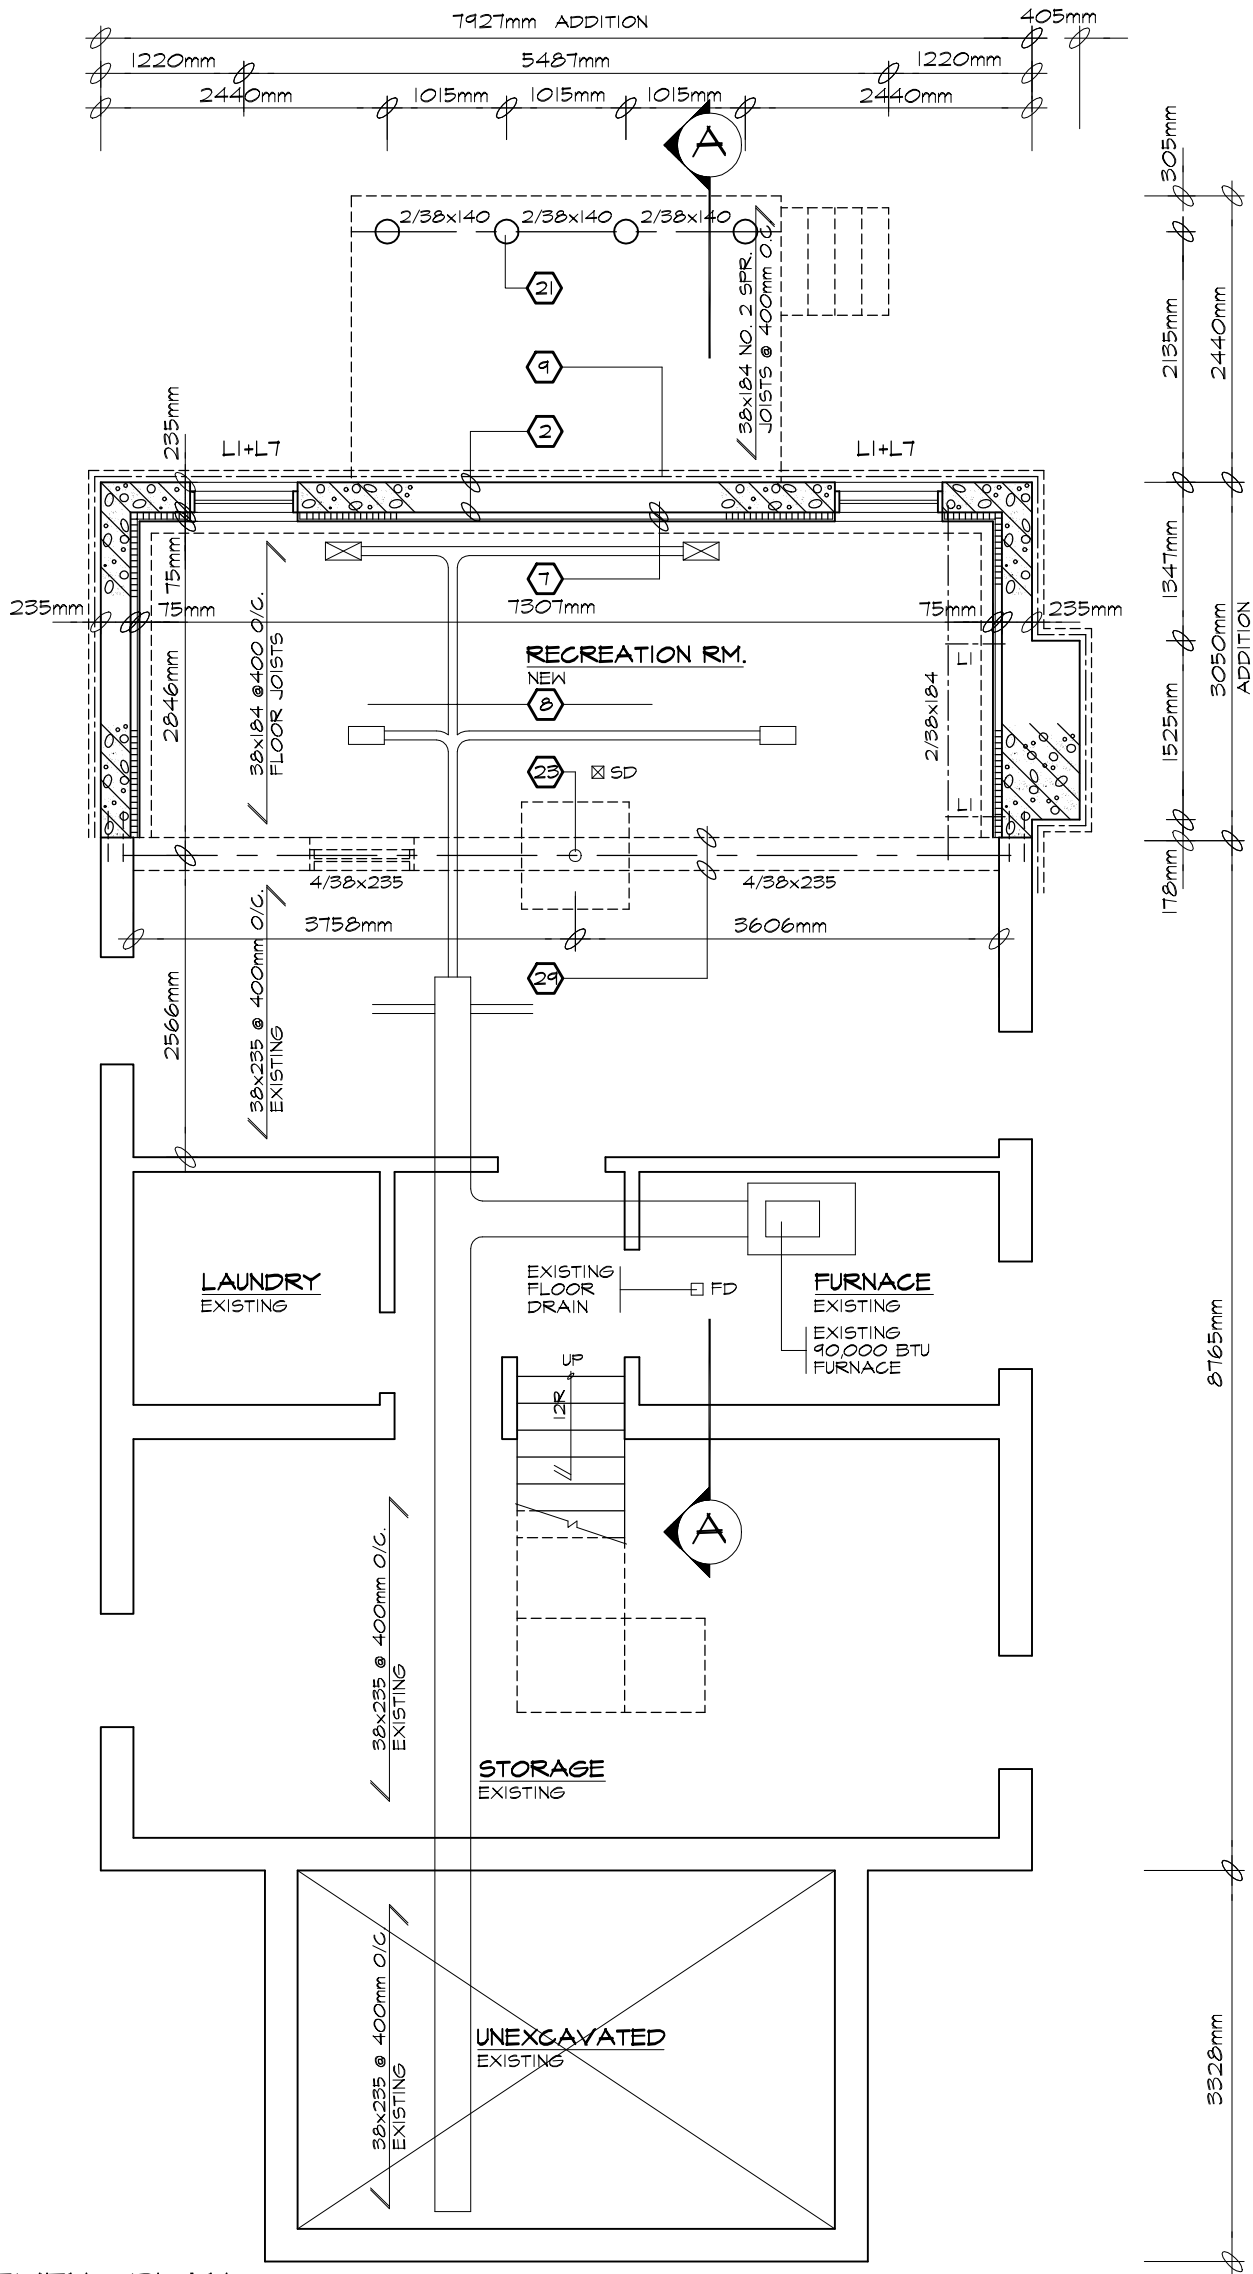 7927mm ADDITION
405mm
1220mm
5487mm
1220mm
2440mm
1015mm
1015mm
1015mm
2440mm
A
305mm
2/38x140
2/38x140
2/38x140
21
38x184 NO. 2 SPR.
JOISTS @ 400mm O.C.
2135mm
2440mm
9
2
235mm
L1+L7
L1+L7
75mm
7
1347mm
235mm
75mm
7307mm
75mm
235mm
38x184 @400 O/C.
FLOOR JOISTS
RECREATION RM.
NEW
L1
3050mm
ADDITION
2846mm
8
2/38x184
1525mm
23
SD
L1
4/38x235
4/38x235
178mm
38x235 @ 400mm O/C.
EXISTING
3758mm
3606mm
29
2566mm
LAUNDRY
EXISTING
EXISTING
FLOOR
DRAIN
FD
FURNACE
EXISTING
EXISTING
90,000 BTU
FURNACE
UP
12R
8765mm
A
38x235 @ 400mm O/C.
EXISTING
STORAGE
EXISTING
38x235 @ 400mm O/C
EXISTING
UNEXCAVATED
EXISTING
3328mm